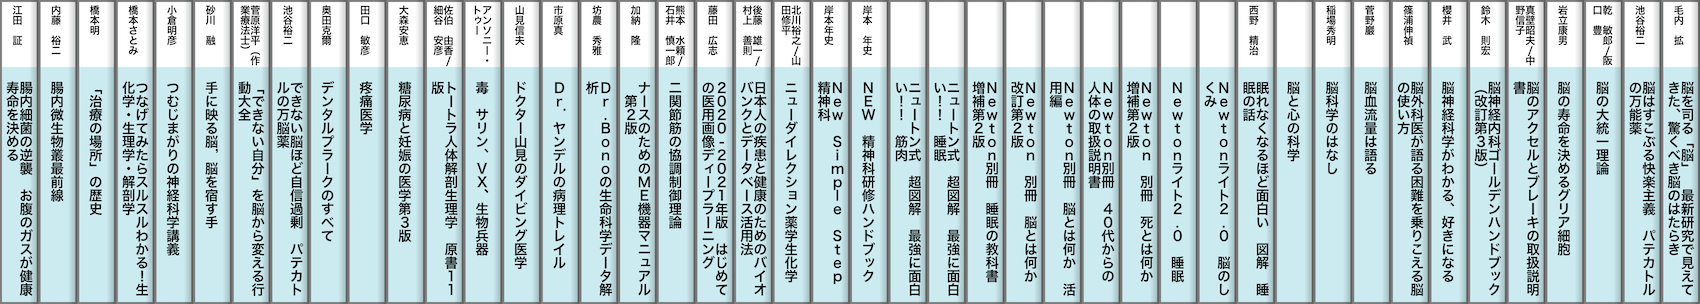 毛内 拡
脳を司る「脳」 最新研究で見えて
きた、驚くべき脳のはたらき
池谷裕二
脳はすこぶる快楽主義 パテカトル
の万能薬
乾 敏郎/阪
口 豊
脳の大統一理論
岩立康男
脳の寿命を決めるグリア細胞
真壁昭夫/中
野信子
脳のアクセルとブレーキの取扱説明
書
鈴木 則宏
脳神経内科ゴールデンハンドブック
(改訂第3版)
櫻井 武
脳神経科学がわかる、好きになる
篠浦伸禎
脳外科医が語る困難を乗りこえる脳
の使い方
菅野巖
脳血流量は語る
稲場秀明
脳科学のはなし
脳と心の科学
西野 精治
眠れなくなるほど面白い 図解 睡
眠の話
Newtonライト2.0 脳のし
くみ
Newtonライト2.0 睡眠
Newton 別冊 死とは何か
増補第2版
Newton別冊 40代からの
人体の取扱説明書
Newton別冊 脳とは何か 活
用編
Newton 別冊 脳とは何か
改訂第2版
Newton別冊 睡眠の教科書
増補第2版
ニュートン式 超図解 最強に面白
い!! 睡眠
ニュートン式 超図解 最強に面白
い!! 筋肉
岸本 年史
NEW 精神科研修ハンドブック
岸本年史
New Simple Step
精神科
北川裕之/山
田修平
ニューダイレクション薬学生化学
後藤 雄一/
村上 善則
日本人の疾患と健康のためのバイオ
バンクとデータベース活用法
藤田 広志
2020-2021年版 はじめて
の医用画像ディープラーニング
熊本 水頼/
石井 慎一郎
二関節筋の協調制御理論
加納 隆
ナースのためのME機器マニュアル
第2版
坊農 秀雅
Dr.Bonoの生命科学データ解
析
市原真
Dr.ヤンデルの病理トレイル
山見信夫
ドクター山見のダイビング医学
アンソニー・
トゥー
毒 サリン、VX、生物兵器
佐伯 由香/
細谷 安彦
トートラ人体解剖生理学 原書11
版
大森安恵
糖尿病と妊娠の医学第3版
田口 敏彦
疼痛医学
奥田克爾
デンタルプラークのすべて
池谷裕二
できない脳ほど自信過剰 パテカト
ルの万脳薬
菅原洋平(作
業療法士)
「できない自分」を脳から変える行
動大全
砂川 融
手に映る脳、脳を宿す手
小倉明彦
つむじまがりの神経科学講義
橋本さとみ
つなげてみたらスルスルわかる!生
化学・生理学・解剖学
橋本明
「治療の場所」の歴史
内藤 裕二
腸内微生物叢最前線
江田 証
腸内細菌の逆襲 お腹のガスが健康
寿命を決める